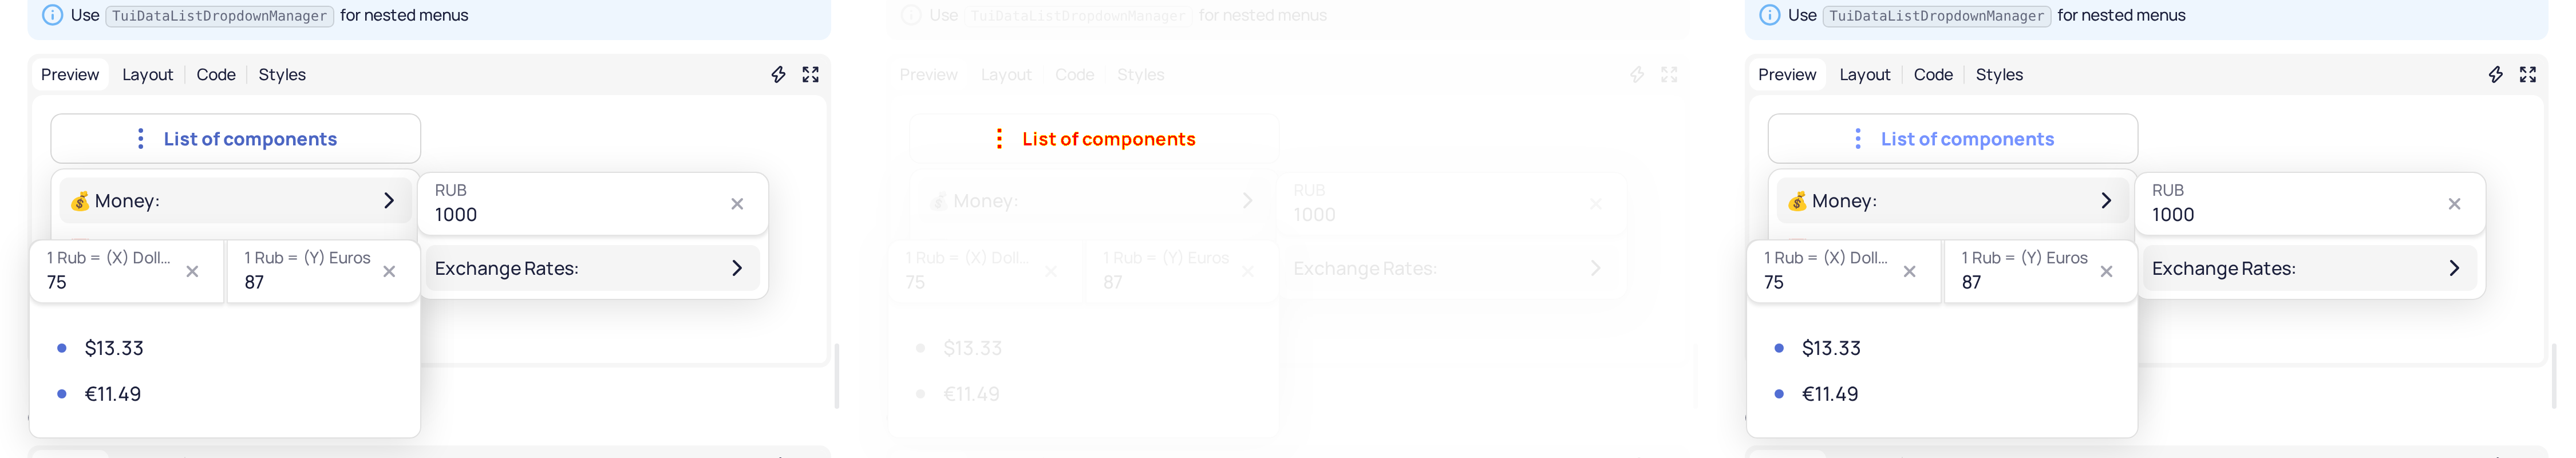 Use TuiDataListDropdownManager for nested menus
Preview Layout Code Styles
List of components
💰 Money:
RUB
1000
1 Rub = (X) Doll...
75
1 Rub = (Y) Euros
87
Exchange Rates:
$13.33
€11.49
Use TuiDataListDropdownManager for nested menus
Preview Layout Code Styles
List of components
Money:
RUB
1000
1 Rub = (X) Doll...
75
1 Rub = (Y) Euros
87
Exchange Rates:
$13.33
€11.49
Use TuiDataListDropdownManager for nested menus
Preview Layout Code Styles
List of components
💰 Money:
RUB
1000
1 Rub = (X) Doll...
75
1 Rub = (Y) Euros
87
Exchange Rates:
$13.33
€11.49